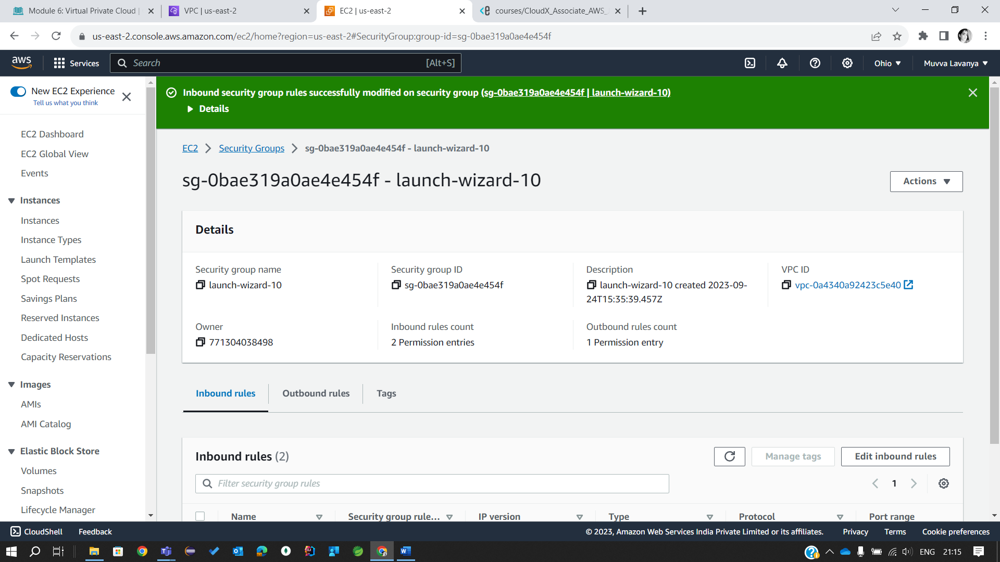 Module 6: Virtual Private Cloud |
VPC | us-east-2
EC2 | us-east-2
courses/CloudX_Associate_AWS_
us-east-2.console.aws.amazon.com/ec2/home?region=us-east-2#SecurityGroup:group-id=sg-0bae319a0ae4e454f
aws
Services
Search
[Alt+S]
Ohio
Muvva Lavanya
New EC2 Experience
Tell us what you think
EC2 Dashboard
EC2 Global View
Events
Instances
Instances
Instance Types
Launch Templates
Spot Requests
Savings Plans
Reserved Instances
Dedicated Hosts
Capacity Reservations
Images
AMIs
AMI Catalog
Elastic Block Store
Volumes
Snapshots
Lifecycle Manager
Inbound security group rules successfully modified on security group (sg-0bae319a0ae4e454f | launch-wizard-10)
Details
EC2 > Security Groups > sg-0bae319a0ae4e454f - launch-wizard-10
sg-0bae319a0ae4e454f - launch-wizard-10
Actions
Details
Security group name
launch-wizard-10
Security group ID
sg-0bae319a0ae4e454f
Description
launch-wizard-10 created 2023-09-
24T15:35:39.457Z
VPC ID
vpc-0a4340a92423c5e40
Owner
771304038498
Inbound rules count
2 Permission entries
Outbound rules count
1 Permission entry
Inbound rules
Outbound rules
Tags
Inbound rules (2)
Manage tags
Edit inbound rules
Filter security group rules
1
Name
Security group rule...
IP version
Type
Protocol
Port range
CloudShell
Feedback
© 2023, Amazon Web Services India Private Limited or its affiliates.
Privacy
Terms
Cookie preferences
ENG
21:15